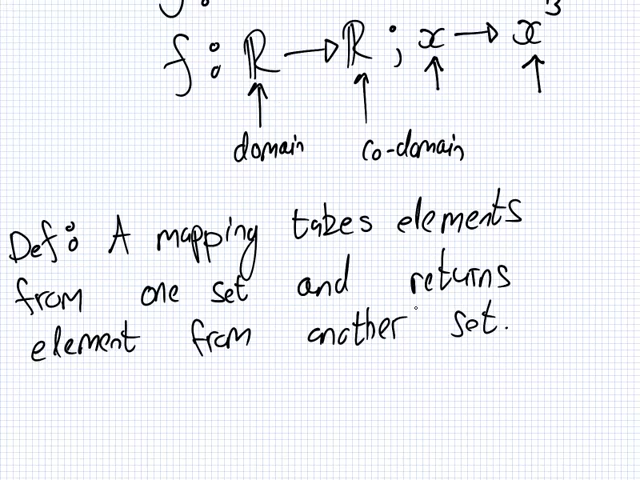 f : ℝ → ℝ ; x → x³
domain co-domain
Def: A mapping takes elements
from one set and returns
element from another set.